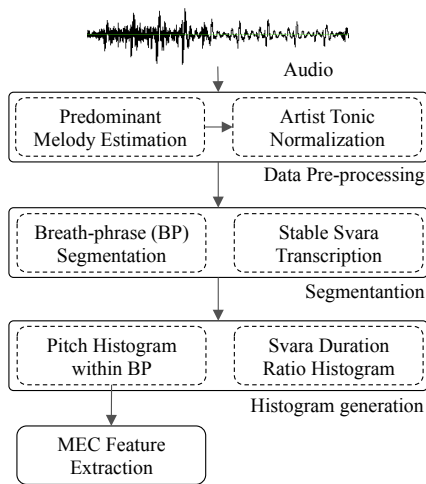 Audio
Predominant
Melody Estimation
Artist Tonic
Normalization
Data Pre-processing
Breath-phrase (BP)
Segmentation
Stable Svara
Transcription
Segmentantion
Pitch Histogram
within BP
Svara Duration
Ratio Histogram
Histogram generation
MEC Feature
Extraction